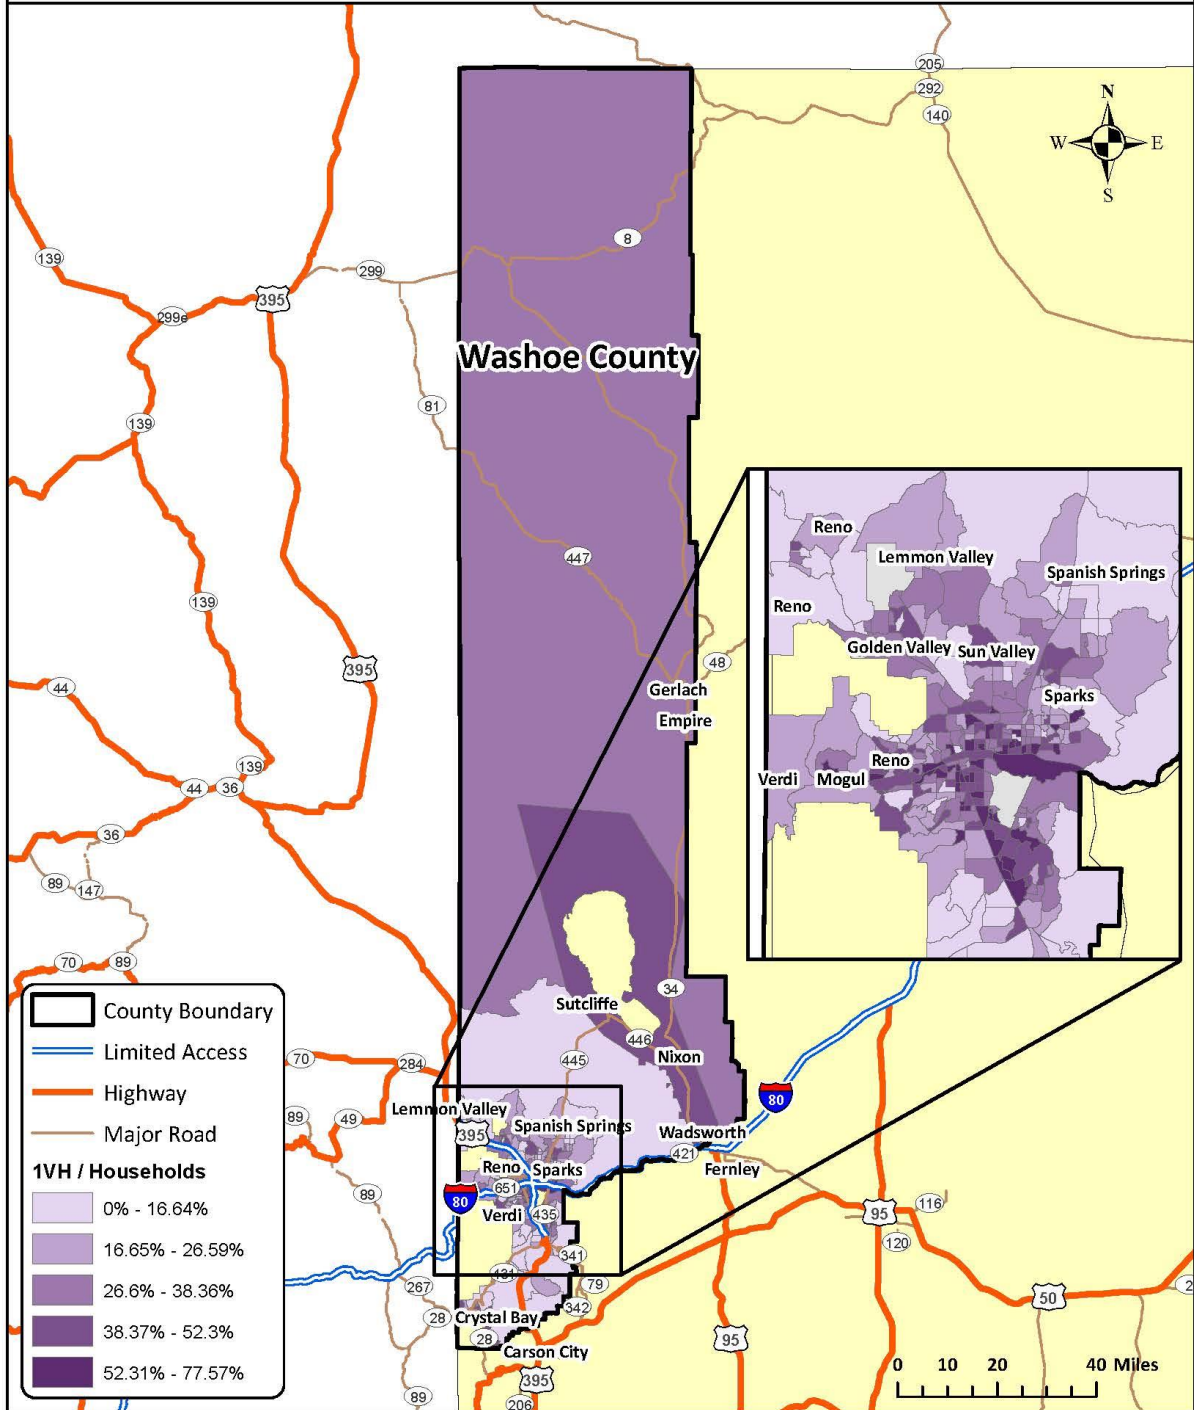 205
292
140
N
W
E
S
8
139
299
395
299e
Washoe County
81
139
447
Reno
Lemmon Valley
Spanish Springs
139
Reno
Golden Valley
Sun Valley
395
48
44
Gerlach
Sparks
Empire
139
Reno
Verdi
Mogul
44
36
36
89
147
70
89
34
Sutcliffe
446
445
Nixon
County Boundary
Limited Access
Highway
Major Road
1VH / Households
0% - 16.64%
16.65% - 26.59%
26.6% - 38.36%
38.37% - 52.3%
52.31% - 77.57%
70
284
80
Lemmon Valley
89
49
Spanish Springs
395
Wadsworth
421
Fernley
Reno
Sparks
651
89
80
Verdi
435
95
116
120
341
431
267
79
50
342
28
Crystal Bay
28
95
Carson City
395
89
206
0
10
20
40 Miles